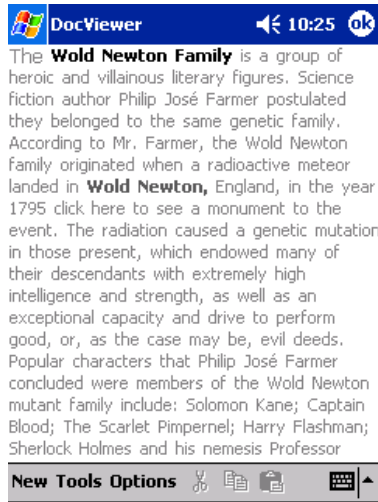 DocViewer 10:25 ok
The Wold Newton Family is a group of
heroic and villainous literary figures. Science
fiction author Philip José Farmer postulated
they belonged to the same genetic family.
According to Mr. Farmer, the Wold Newton
family originated when a radioactive meteor
landed in Wold Newton, England, in the year
1795 click here to see a monument to the
event. The radiation caused a genetic mutation
in those present, which endowed many of
their descendants with extremely high
intelligence and strength, as well as an
exceptional capacity and drive to perform
good, or, as the case may be, evil deeds.
Popular characters that Philip José Farmer
concluded were members of the Wold Newton
mutant family include: Solomon Kane; Captain
Blood; The Scarlet Pimpernel; Harry Flashman;
Sherlock Holmes and his nemesis Professor
New Tools Options